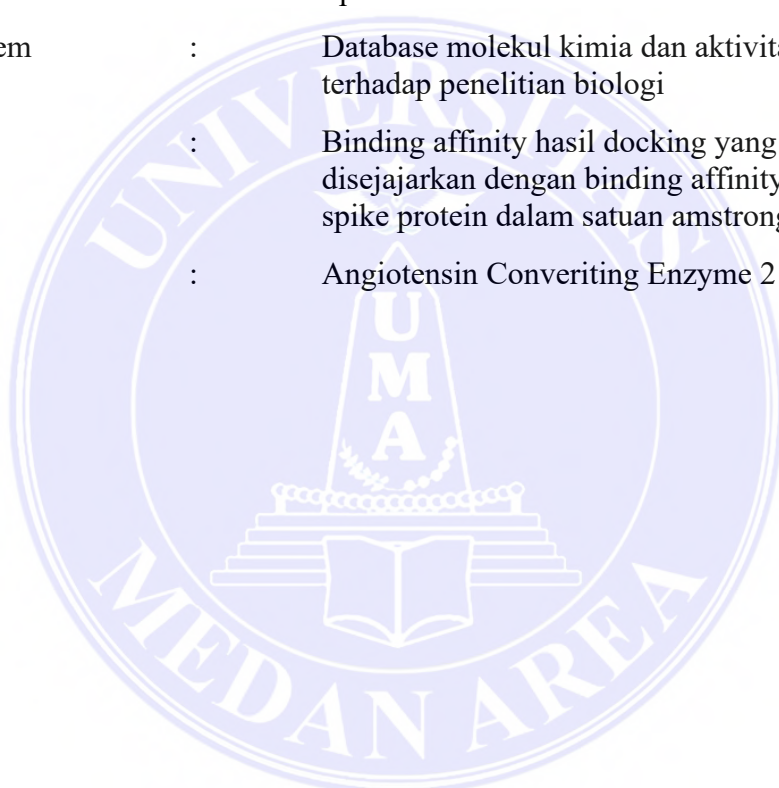 em : Database molekul kimia dan aktivita
terhadap penelitian biologi
: Binding affinity hasil docking yang
disejajarkan dengan binding affinity
spike protein dalam satuan amstrong
: Angiotensin Converiting Enzyme 2
UNIVERSITAS
UMA
MEDAN AREA